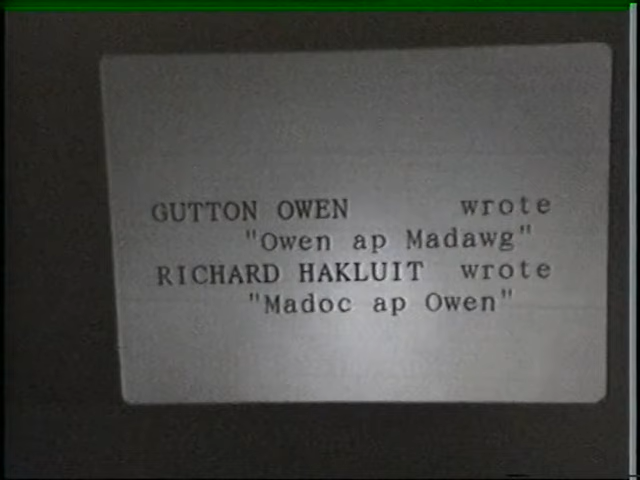 GUTTON OWEN wrote
"Owen ap Madawg"
RICHARD HAKLUIT wrote
"Madoc ap Owen"